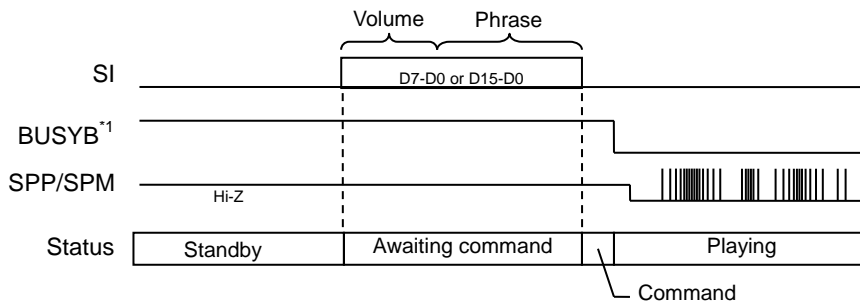 Volume Phrase
SI
D7-D0 or D15-D0
BUSYB*1
SPP/SPM
Hi-Z
Status Standby Awaiting command Playing
Command